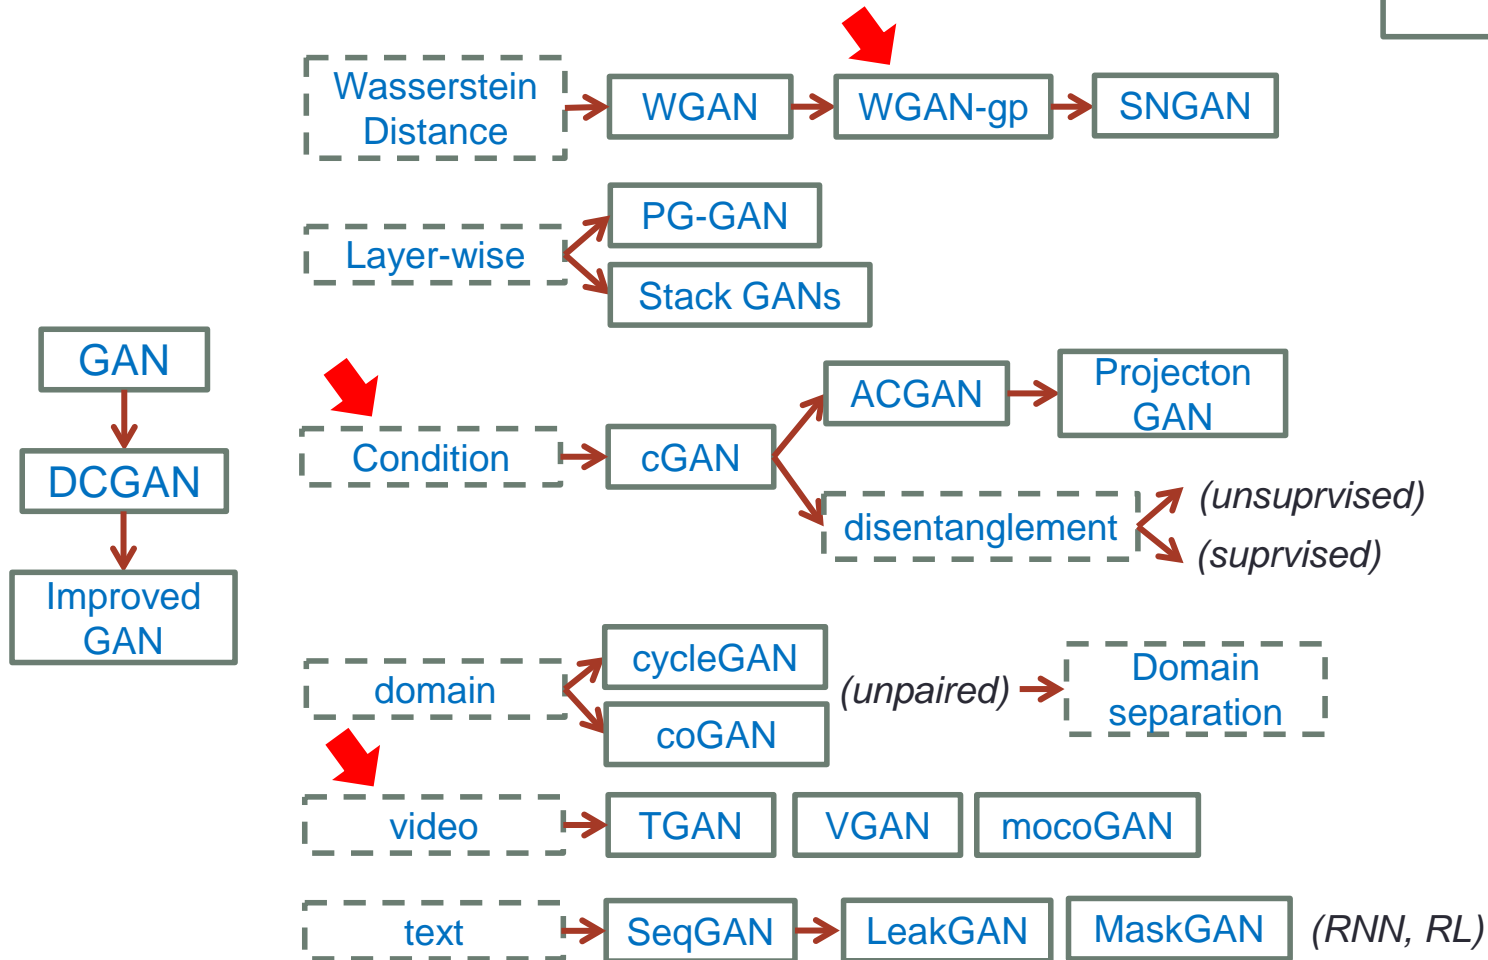 Wasserstein
Distance
WGAN
WGAN-gp
SNGAN
Layer-wise
PG-GAN
Stack GANs
GAN
DCGAN
Improved
GAN
Condition
cGAN
ACGAN
Projecton
GAN
disentanglement
(unsuprvised)
(suprvised)
domain
cycleGAN
coGAN
(unpaired)
Domain
separation
video
TGAN
VGAN
mocoGAN
text
SeqGAN
LeakGAN
MaskGAN
(RNN, RL)